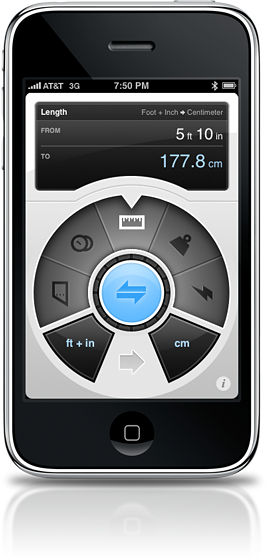 AT&T 3G 7:50 PM
Length Foot + Inch ➡ Centimeter
FROM 5 ft 10 in
TO 177.8 cm
ft + in cm
i